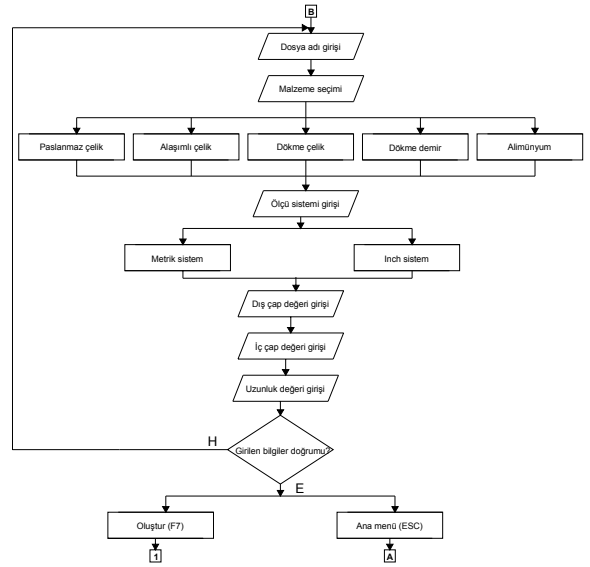 B
Dosya adı girişi
Malzeme seçimi
Paslanmaz çelik
Alaşımlı çelik
Dökme çelik
Dökme demir
Alimünyum
Ölçü sistemi girişi
Metrik sistem
Inch sistem
Dış çap değeri girişi
İç çap değeri girişi
Uzunluk değeri girişi
H
Girilen bilgiler doğrumu?
E
Oluştur (F7)
Ana menü (ESC)
1
A